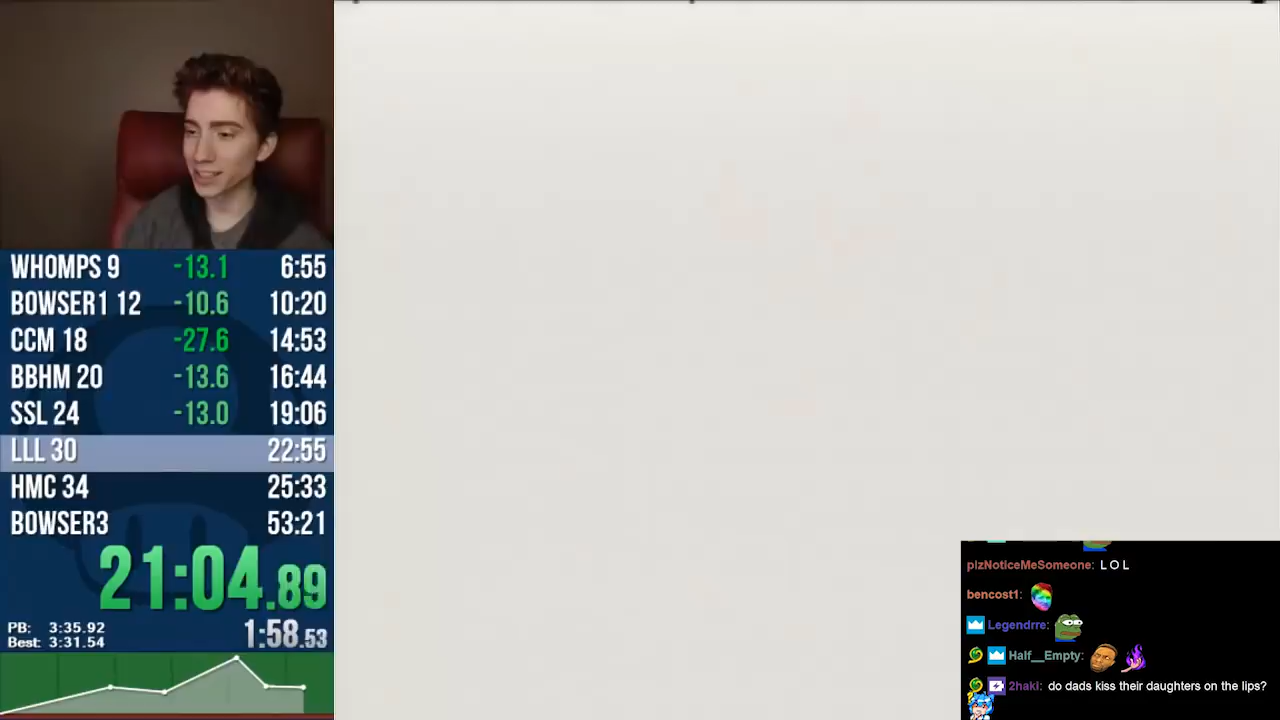 WHOMPS 9 -13.1 6:55
BOWSER1 12 -10.6 10:20
CCM 18 -27.6 14:53
BBHM 20 -13.6 16:44
SSL 24 -13.0 19:06
LLL 30 22:55
HMC 34 25:33
BOWSER3 53:21
21:04.89
PB: 3:35.92
Best: 3:31.54
1:58.53
plzNoticeMeSomeone: L O L
bencost1:
Legendrre:
Half__Empty:
2haki: do dads kiss their daughters on the lips?